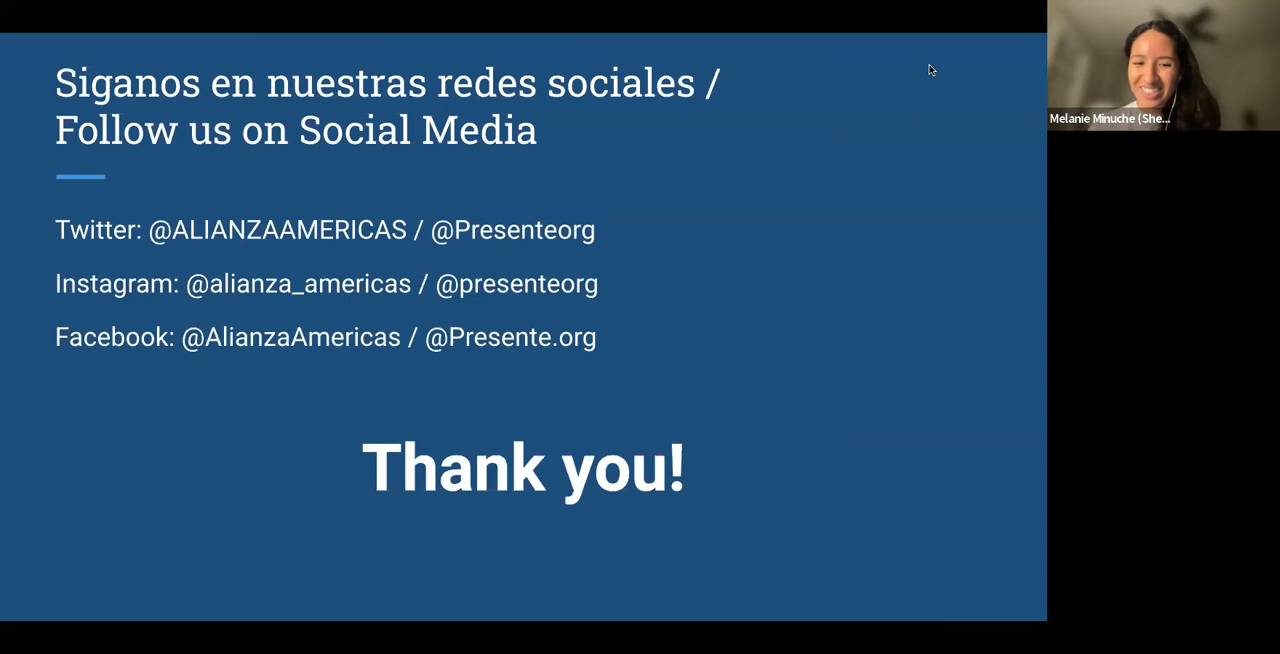 Siganos en nuestras redes sociales /
Follow us on Social Media
Twitter: @ALIANZAAMERICAS / @Presenteorg
Instagram: @alianza_americas / @presenteorg
Facebook: @AlianzaAmericas / @Presente.org
Thank you!
Melanie Minuche (She...